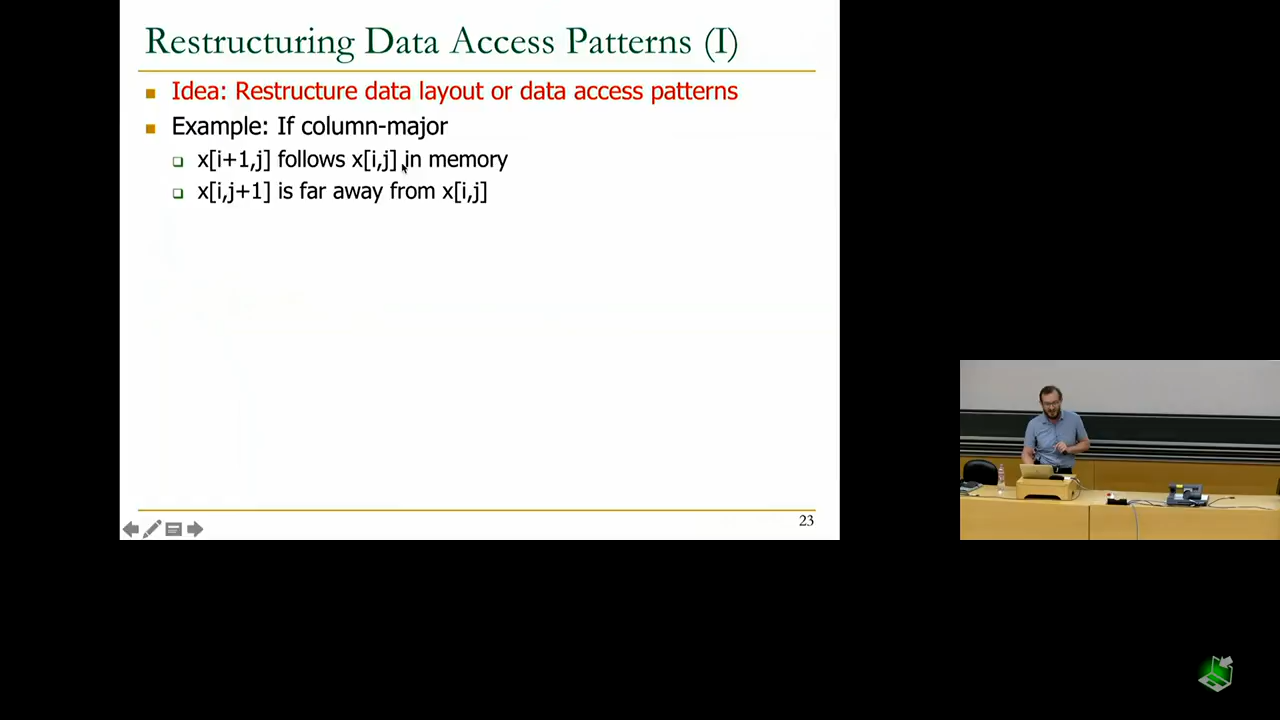 Restructuring Data Access Patterns (I)
Idea: Restructure data layout or data access patterns
Example: If column-major
x[i+1,j] follows x[i,j] in memory
x[i,j+1] is far away from x[i,j]
23